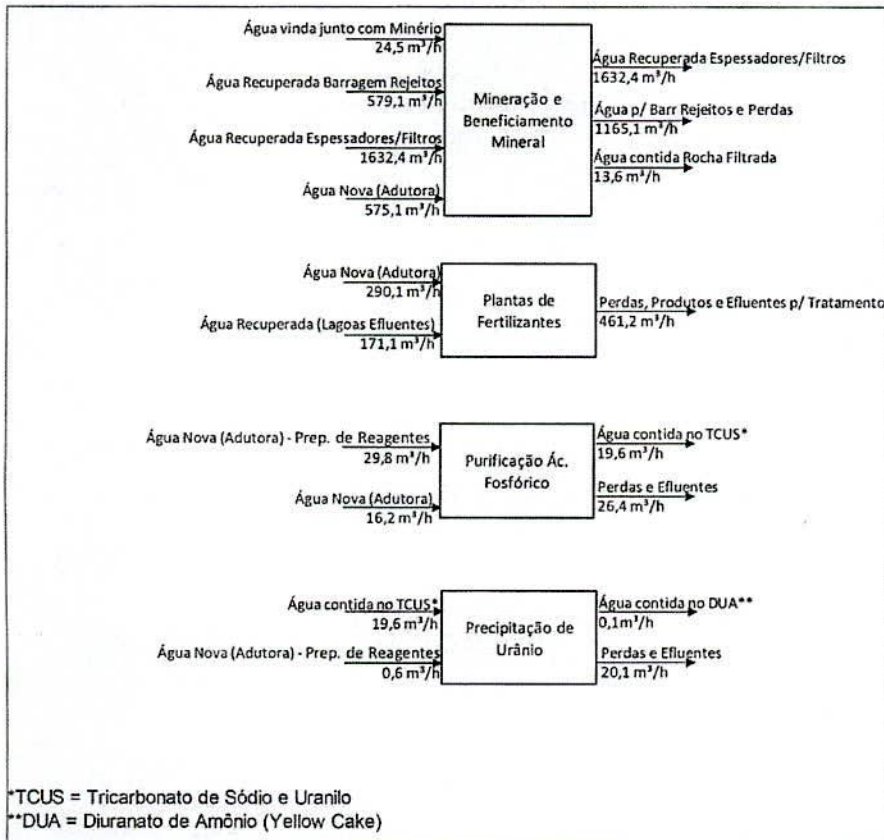 Água vinda junto com Minério
24,5 m³/h
Água Recuperada Barragem Rejeitos
579,1 m³/h
Água Recuperada Espessadores/Filtros
1632,4 m³/h
Água Nova (Adutora)
575,1 m³/h
Mineração e
Beneficiamento
Mineral
Água Recuperada Espessadores/Filtros
1632,4 m³/h
Água p/ Barr Rejeitos e Perdas
1165,1 m³/h
Água contida Rocha Filtrada
13,6 m³/h
Água Nova (Adutora)
290,1 m³/h
Água Recuperada (Lagoas Efluentes)
171,1 m³/h
Plantas de
Fertilizantes
Perdas, Produtos e Efluentes p/ Tratamento
461,2 m³/h
Água Nova (Adutora) - Prep. de Reagentes
29,8 m³/h
Água Nova (Adutora)
16,2 m³/h
Purificação Ác.
Fosfórico
Água contida no TCUS*
19,6 m³/h
Perdas e Efluentes
26,4 m³/h
Água contida no TCUS*
19,6 m³/h
Água Nova (Adutora) - Prep. de Reagentes
0,6 m³/h
Precipitação de
Urânio
Água contida no DUA**
0,1m³/h
Perdas e Efluentes
20,1 m³/h
*TCUS = Tricarbonato de Sódio e Uranilo
**DUA = Diuranato de Amônio (Yellow Cake)